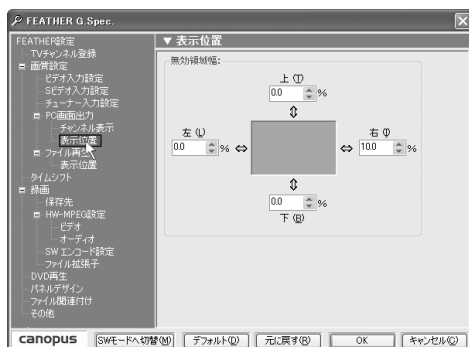 FEATHER G.Spec.
FEATHER設定
TVチャンネル登録
画質設定
ビデオ入力設定
Sビデオ入力設定
チューナー入力設定
PC画面出力
チャンネル表示
表示位置
ファイル再生
表示位置
タイムシフト
録画
保存先
HW-MPEG設定
ビデオ
オーディオ
SW エンコード設定
ファイル拡張子
DVD再生
パネルデザイン
ファイル関連付け
その他
▼ 表示位置
無効領域幅:
上(T)
0.0 %
左(L) 右(I)
0.0 % 10.0 %
0.0 %
下(B)
canopus SWモードへ切替(M) デフォルト(D) 元に戻す(R) OK キャンセル(C)